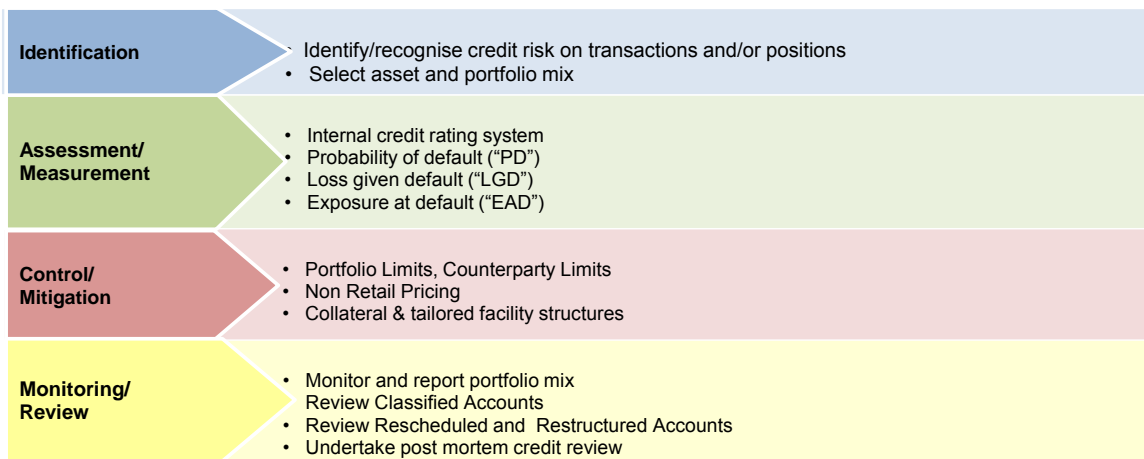 Identification
• Identify/recognise credit risk on transactions and/or positions
• Select asset and portfolio mix
Assessment/
Measurement
• Internal credit rating system
• Probability of default (“PD”)
• Loss given default (“LGD”)
• Exposure at default (“EAD”)
Control/
Mitigation
• Portfolio Limits, Counterparty Limits
• Non Retail Pricing
• Collateral & tailored facility structures
Monitoring/
Review
• Monitor and report portfolio mix
• Review Classified Accounts
• Review Rescheduled and Restructured Accounts
• Undertake post mortem credit review